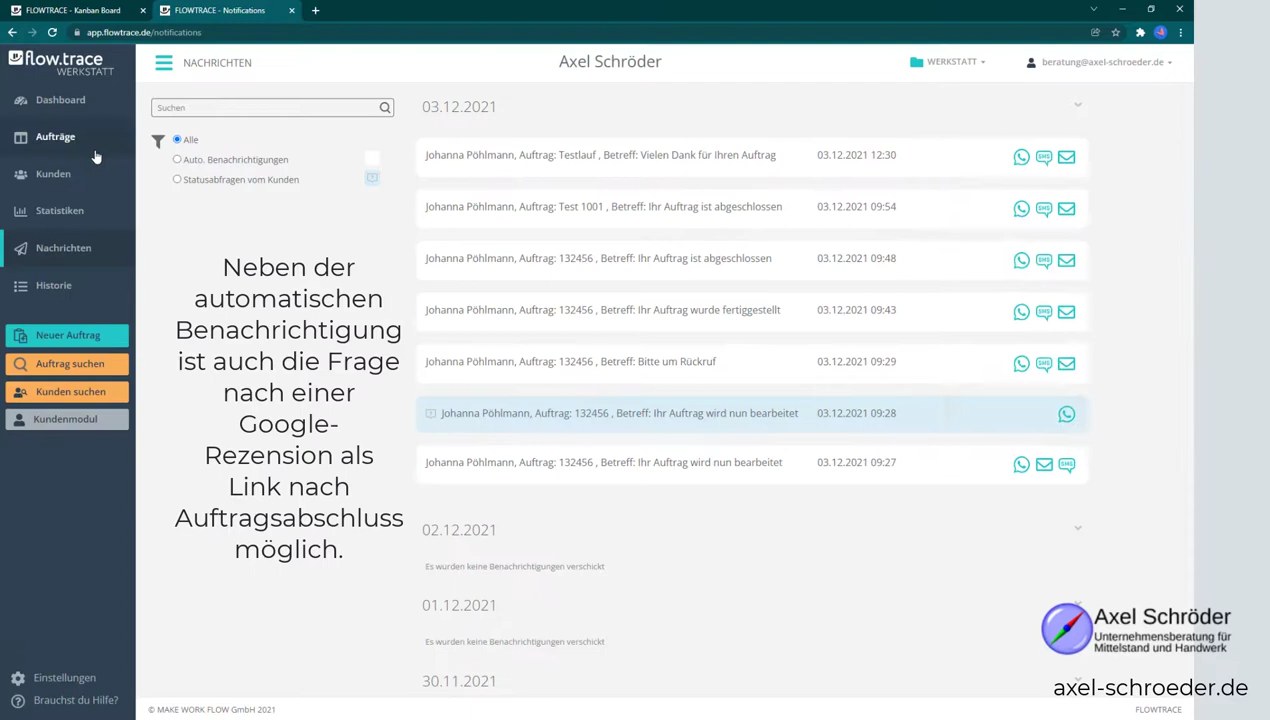 FLOWTRACE - Kanban Board
FLOWTRACE - Notifications
app.flowtrace.de/notifications
flow.trace
WERKSTATT
NACHRICHTEN
Axel Schröder
WERKSTATT
beratung@axel-schroeder.de
Dashboard
Aufträge
Kunden
Statistiken
Nachrichten
Historie
Neuer Auftrag
Auftrag suchen
Kunden suchen
Kundenmodul
Einstellungen
Brauchst du Hilfe?
Suchen
Alle
Auto. Benachrichtigungen
Statusabfragen vom Kunden
Neben der
automatischen
Benachrichtigung
ist auch die Frage
nach einer
Google-
Rezension als
Link nach
Auftragsabschluss
möglich.
03.12.2021
Johanna Pöhlmann, Auftrag: Testlauf , Betreff: Vielen Dank für Ihren Auftrag 03.12.2021 12:30 SMS
Johanna Pöhlmann, Auftrag: Test 1001 , Betreff: Ihr Auftrag ist abgeschlossen 03.12.2021 09:54 SMS
Johanna Pöhlmann, Auftrag: 132456 , Betreff: Ihr Auftrag ist abgeschlossen 03.12.2021 09:48 SMS
Johanna Pöhlmann, Auftrag: 132456 , Betreff: Ihr Auftrag wurde fertiggestellt 03.12.2021 09:43 SMS
Johanna Pöhlmann, Auftrag: 132456 , Betreff: Bitte um Rückruf 03.12.2021 09:29 SMS
Johanna Pöhlmann, Auftrag: 132456 , Betreff: Ihr Auftrag wird nun bearbeitet 03.12.2021 09:28
Johanna Pöhlmann, Auftrag: 132456 , Betreff: Ihr Auftrag wird nun bearbeitet 03.12.2021 09:27 SMS
02.12.2021
Es wurden keine Benachrichtigungen verschickt
01.12.2021
Es wurden keine Benachrichtigungen verschickt
30.11.2021
Axel Schröder
Unternehmensberatung für
Mittelstand und Handwerk
axel-schroeder.de
© MAKE WORK FLOW GmbH 2021
FLOWTRACE